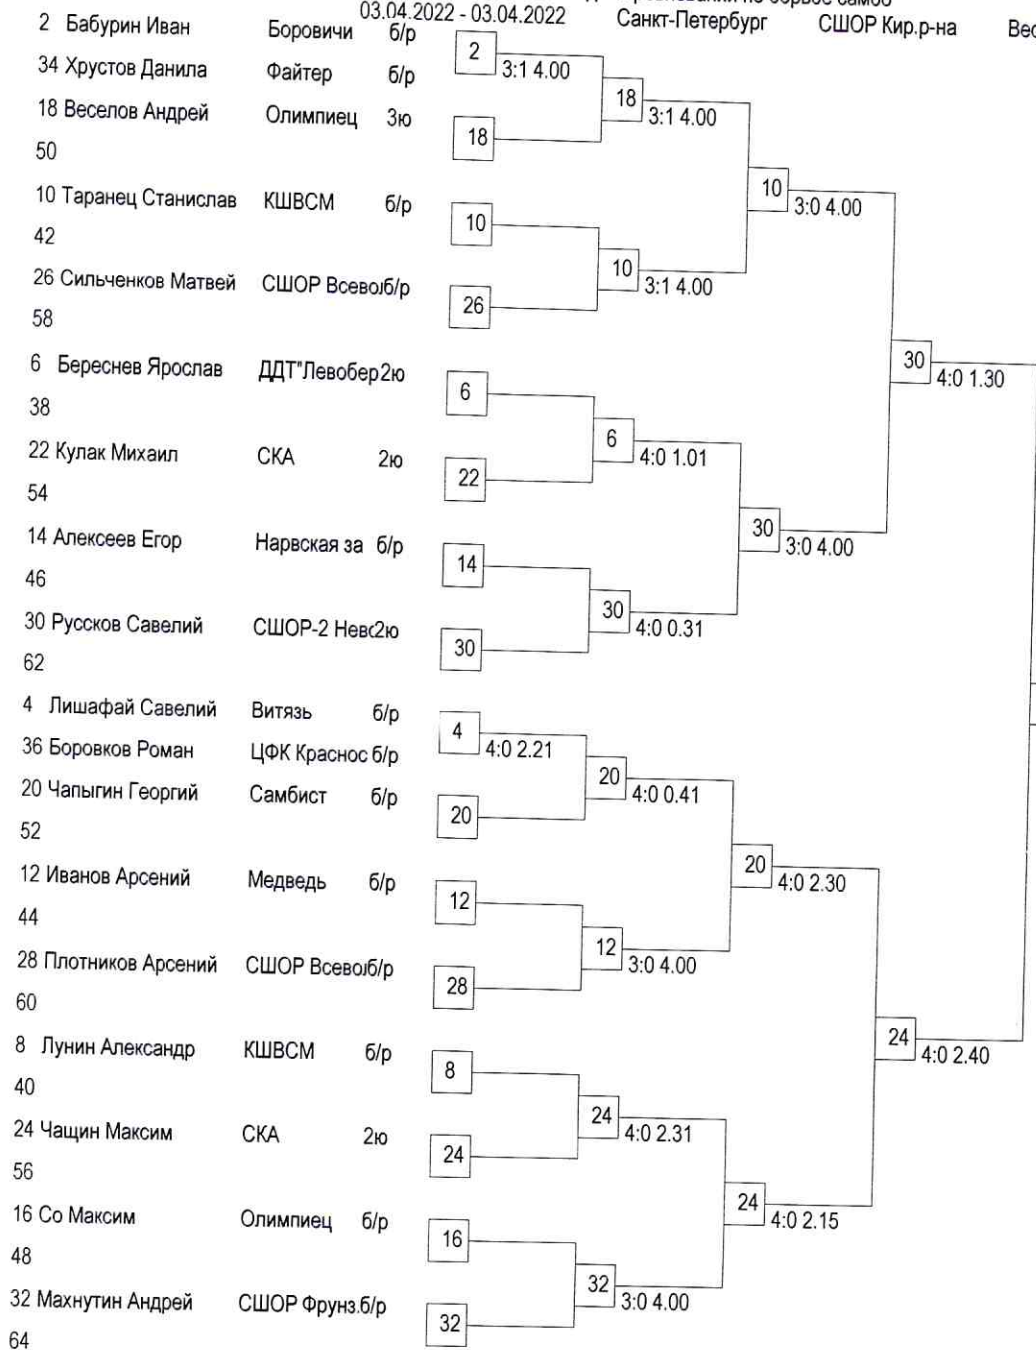 по борьбе самбо
03.04.2022 - 03.04.2022 Санкт-Петербург СШОР Кир.р-на Вес
2 Бабурин Иван Боровичи б/р 2
34 Хрустов Данила Файтер б/р 3:1 4.00
18 3:1 4.00
18 Веселов Андрей Олимпиец 3ю 18
50
10 3:0 4.00
10 Таранец Станислав КШВСМ б/р 10
42
10 3:1 4.00
26 Сильченков Матвей СШОР Всево б/р 26
58
30 4:0 1.30
6 Береснев Ярослав ДДТ"Левобер 2ю 6
38
6 4:0 1.01
22 Кулак Михаил СКА 2ю 22
54
30 3:0 4.00
14 Алексеев Егор Нарвская за б/р 14
46
30 4:0 0.31
30 Руссков Савелий СШОР-2 Невс 2ю 30
62
4 Лишафай Савелий Витязь б/р 4
36 Боровков Роман ЦФК Краснос б/р 4:0 2.21
20 4:0 0.41
20 Чапыгин Георгий Самбист б/р 20
52
20 4:0 2.30
12 Иванов Арсений Медведь б/р 12
44
12 3:0 4.00
28 Плотников Арсений СШОР Всево б/р 28
60
24 4:0 2.40
8 Лунин Александр КШВСМ б/р 8
40
24 4:0 2.31
24 Чащин Максим СКА 2ю 24
56
24 4:0 2.15
16 Со Максим Олимпиец б/р 16
48
32 3:0 4.00
32 Махнутин Андрей СШОР Фрунз. б/р 32
64